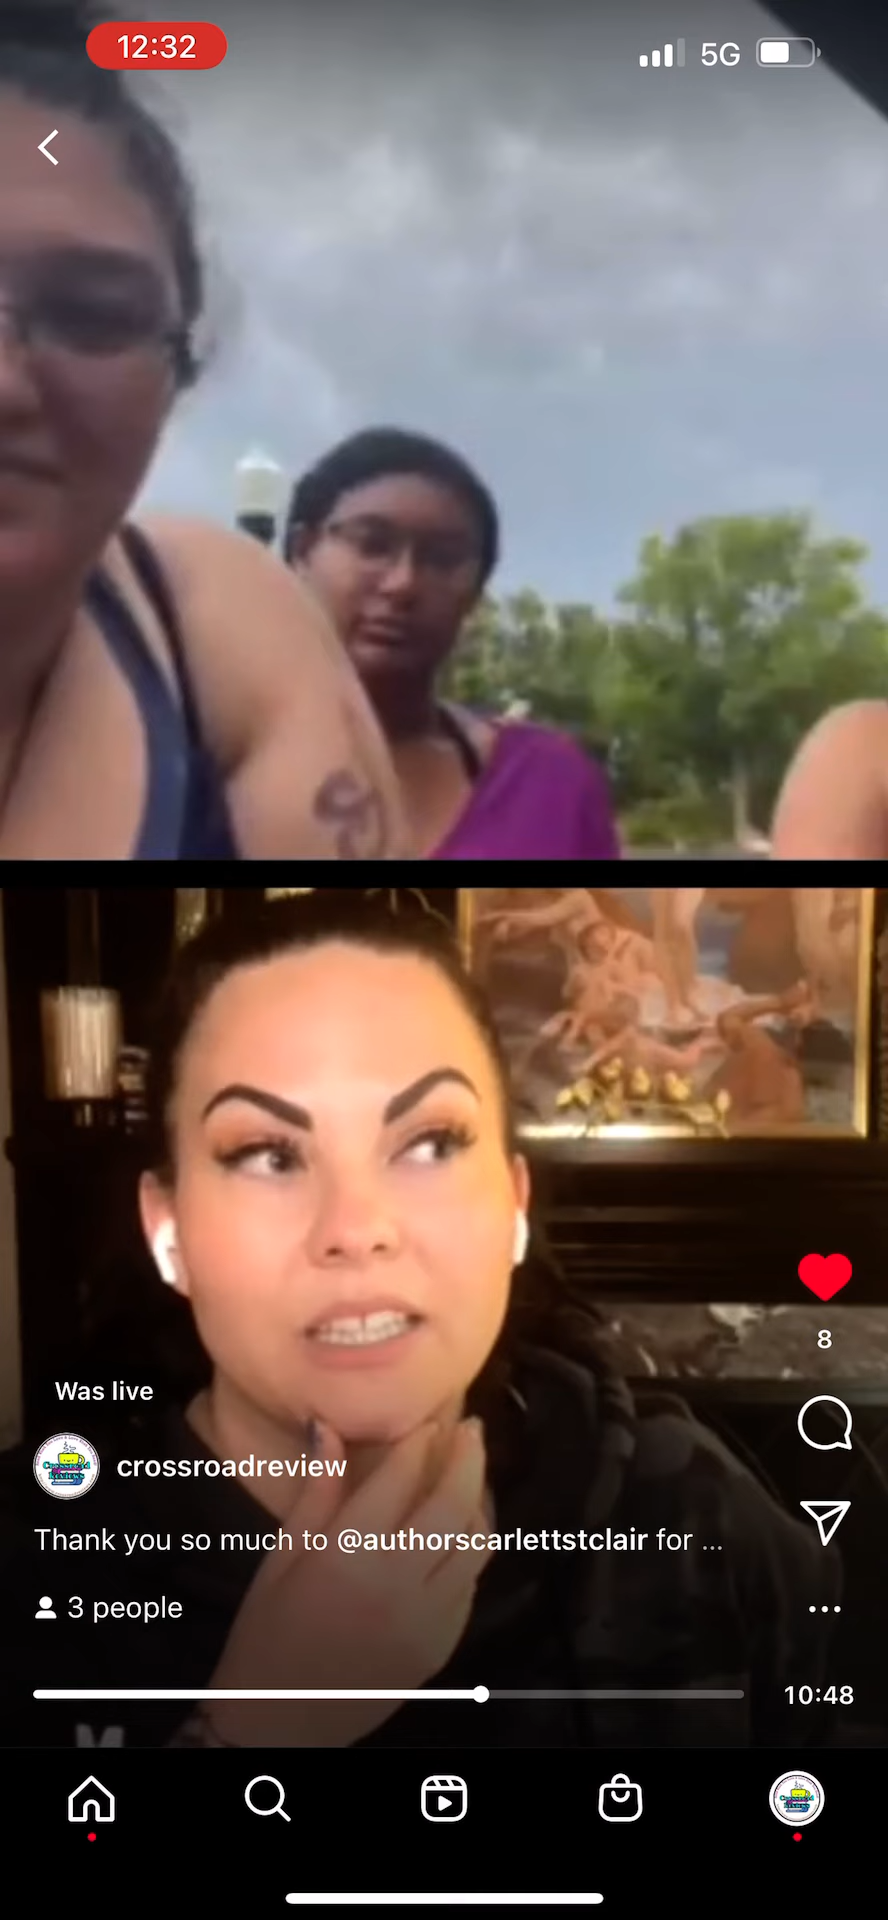 12:32
5G
8
Was live
crossroadreview
Thank you so much to @authorscarlettstclair for ...
3 people
10:48